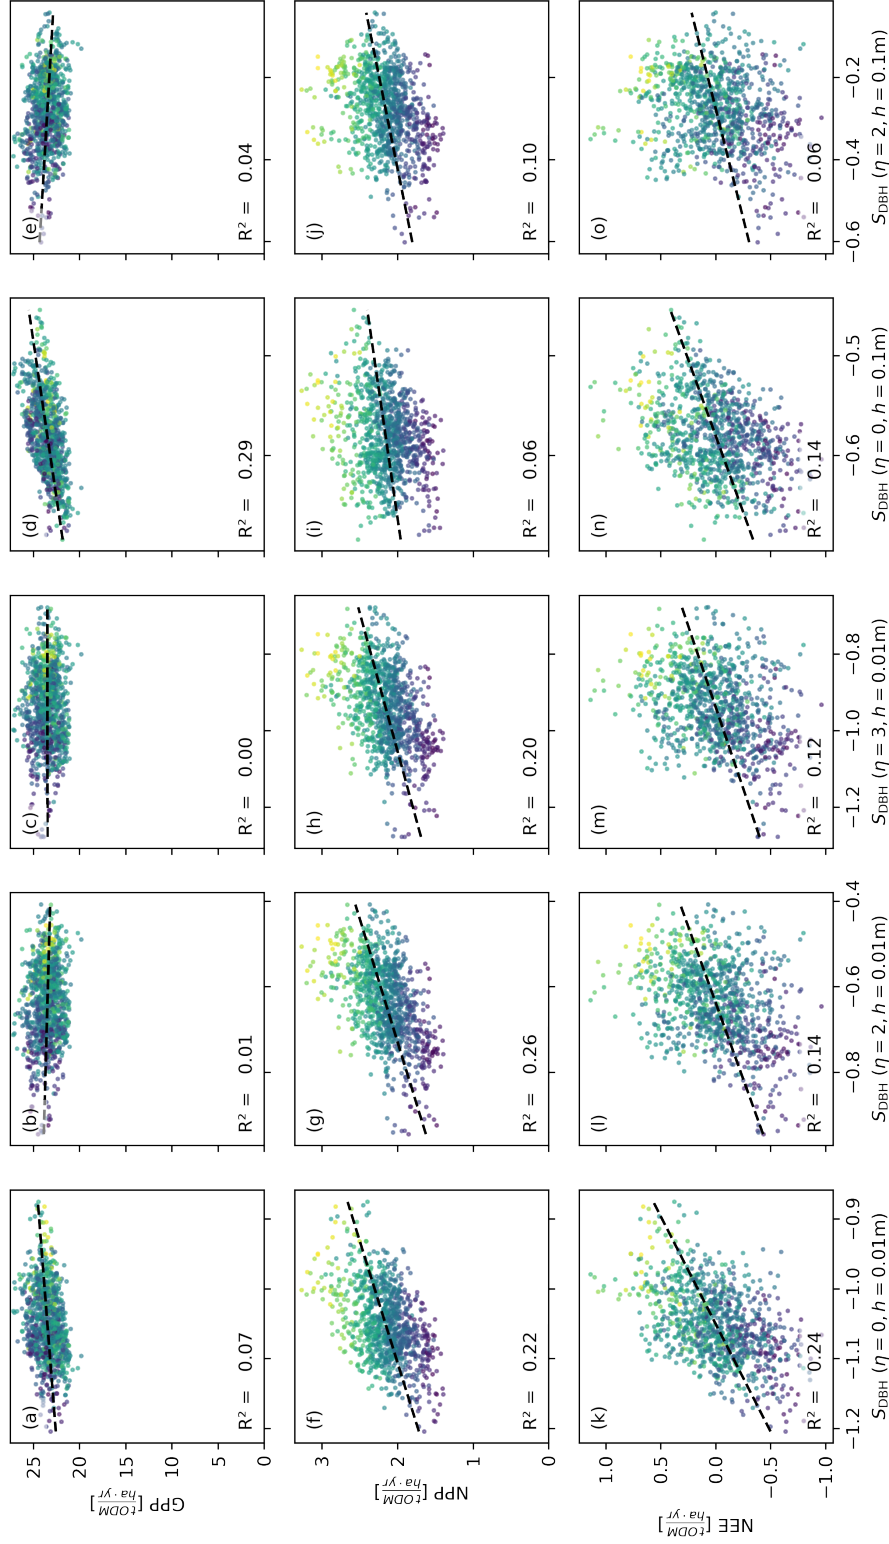 (a)
R² = 0.07
(b)
R² = 0.01
(c)
R² = 0.00
(d)
R² = 0.29
(e)
R² = 0.04
25
20
15
10
5
0
GPP [tODM / ha · yr]
(f)
R² = 0.22
(g)
R² = 0.26
(h)
R² = 0.20
(i)
R² = 0.06
(j)
R² = 0.10
3
2
1
0
NPP [tODM / ha · yr]
(k)
R² = 0.24
(l)
R² = 0.14
(m)
R² = 0.12
(n)
R² = 0.14
(o)
R² = 0.06
1.0
0.5
0.0
−0.5
−1.0
NEE [tODM / ha · yr]
−1.2 −1.1 −1.0 −0.9
S_DBH (η = 0, h = 0.01m)
−0.8 −0.6 −0.4
S_DBH (η = 2, h = 0.01m)
−1.2 −1.0 −0.8
S_DBH (η = 3, h = 0.01m)
−0.6 −0.5
S_DBH (η = 0, h = 0.1m)
−0.6 −0.4 −0.2
S_DBH (η = 2, h = 0.1m)